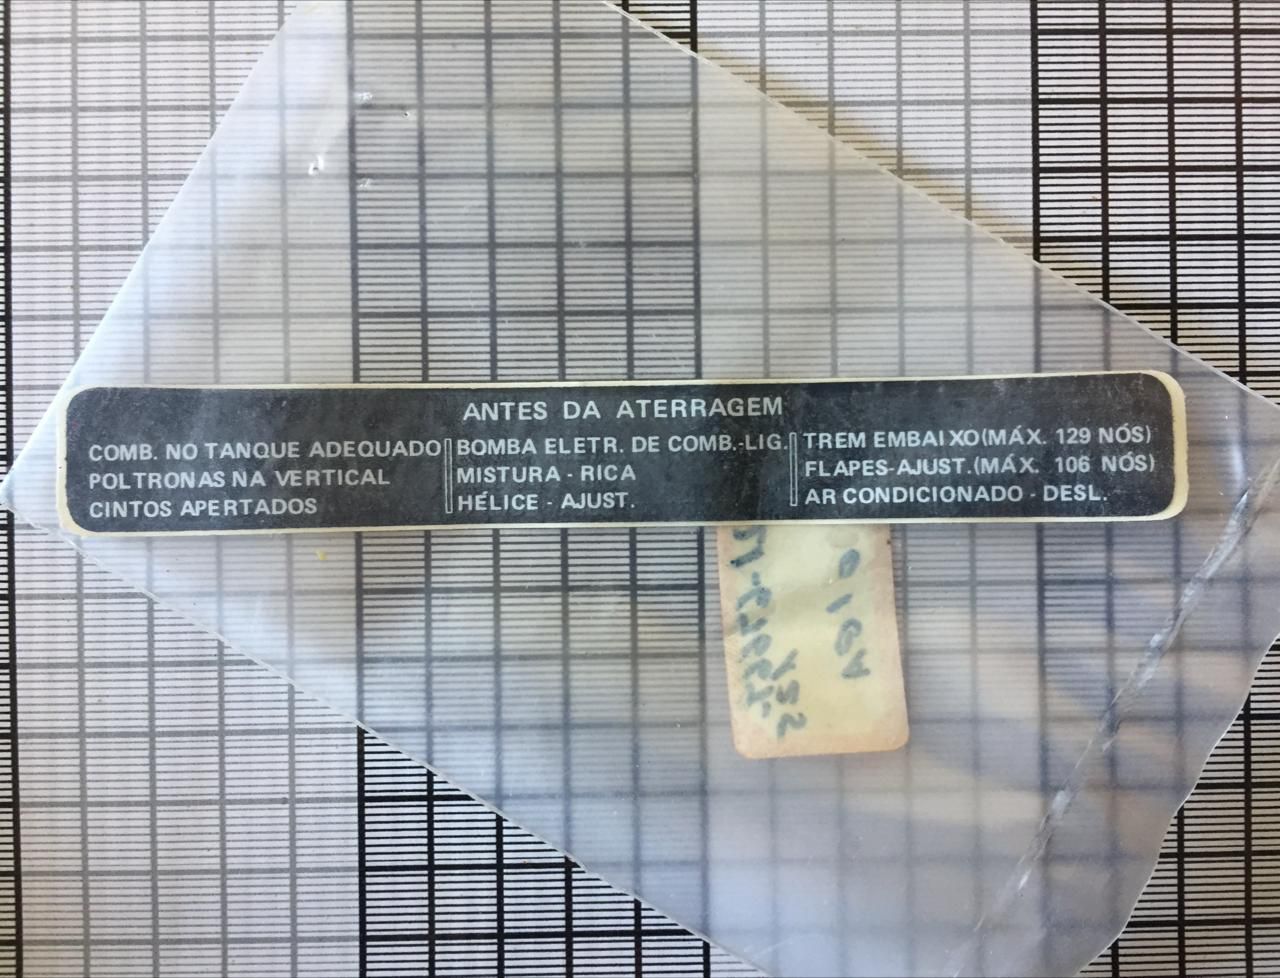 ANTES DA ATERRAGEM
COMB. NO TANQUE ADEQUADO
POLTRONAS NA VERTICAL
CINTOS APERTADOS
BOMBA ELETR. DE COMB.-LIG.
MISTURA - RICA
HÉLICE - AJUST.
TREM EMBAIXO(MÁX. 129 NÓS)
FLAPES-AJUST.(MÁX. 106 NÓS)
AR CONDICIONADO - DESL.